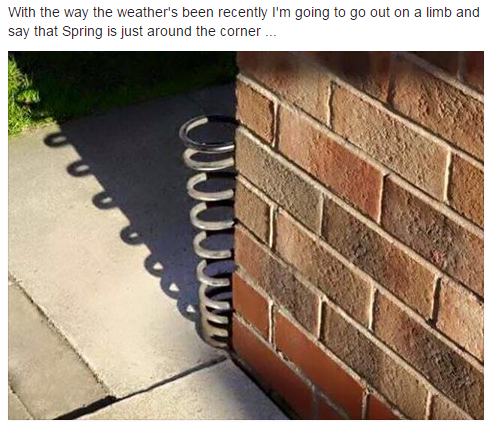 With the way the weather's been recently I'm going to go out on a limb and
say that Spring is just around the corner ...